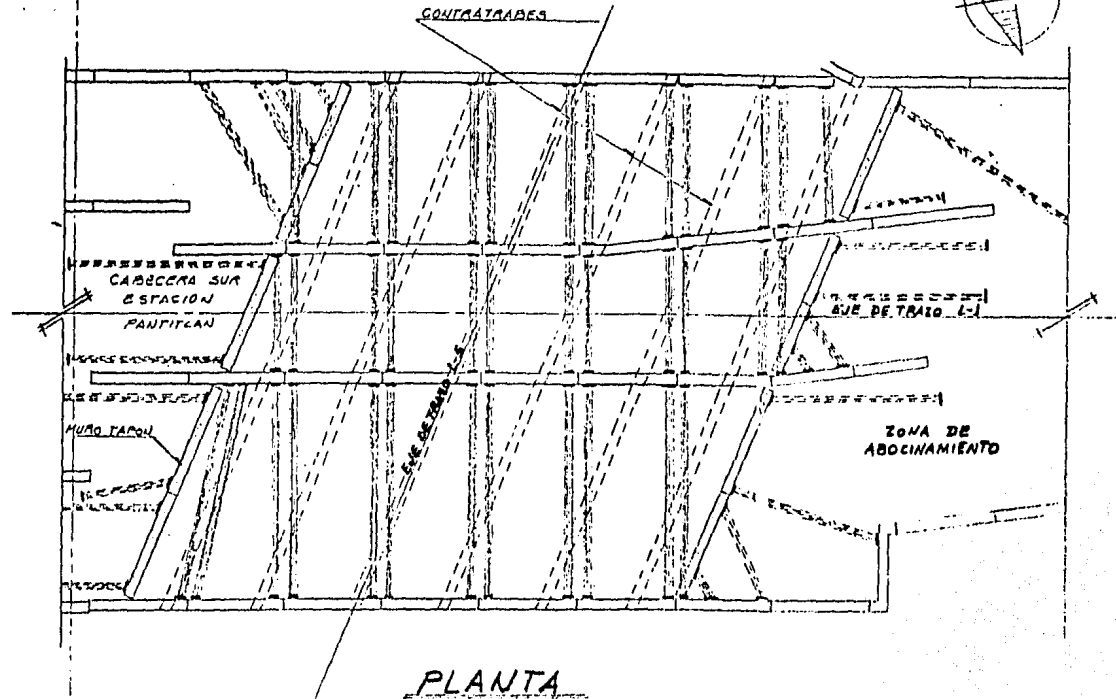 CONTRATRABES
CABECERA SUR
ESTACION
PANTITLAN
EJE DE TRAZO L-1
EJE DE TRAZO L-5
MURO TAPON
ZONA DE
ABOCINAMIENTO
PLANTA